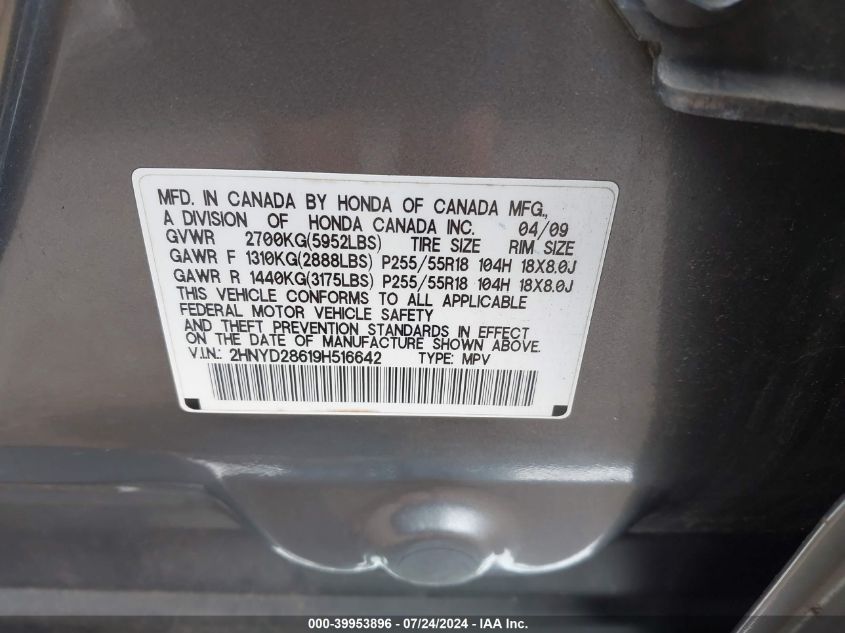 MFD. IN CANADA BY HONDA OF CANADA MFG.,
A DIVISION OF HONDA CANADA INC. 04/09
GVWR 2700KG(5952LBS) TIRE SIZE RIM SIZE
GAWR F 1310KG(2888LBS) P255/55R18 104H 18X8.0J
GAWR R 1440KG(3175LBS) P255/55R18 104H 18X8.0J
THIS VEHICLE CONFORMS TO ALL APPLICABLE
FEDERAL MOTOR VEHICLE SAFETY
AND THEFT PREVENTION STANDARDS IN EFFECT
ON THE DATE OF MANUFACTURE SHOWN ABOVE.
V.I.N.: 2HNYD28619H516642 TYPE: MPV
000-39953896 - 07/24/2024 - IAA Inc.